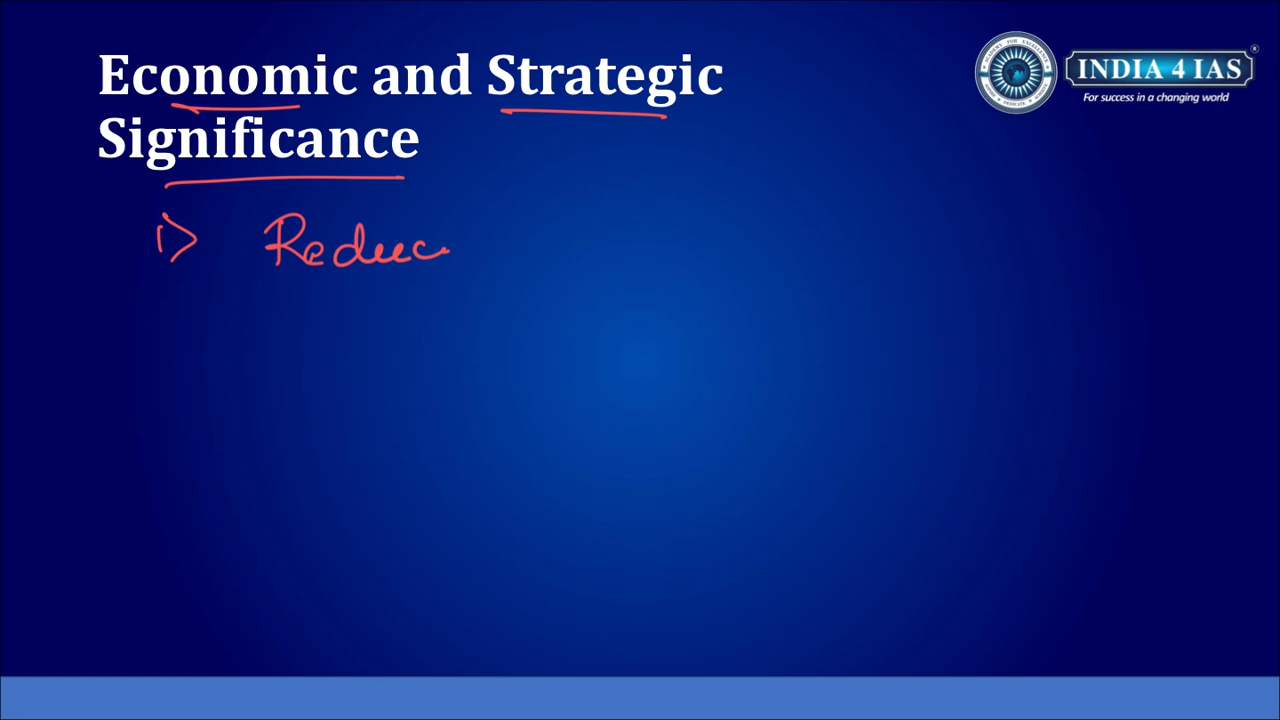 Economic and Strategic
Significance
INDIA 4 IAS
®
For success in a changing world
1> Reduc